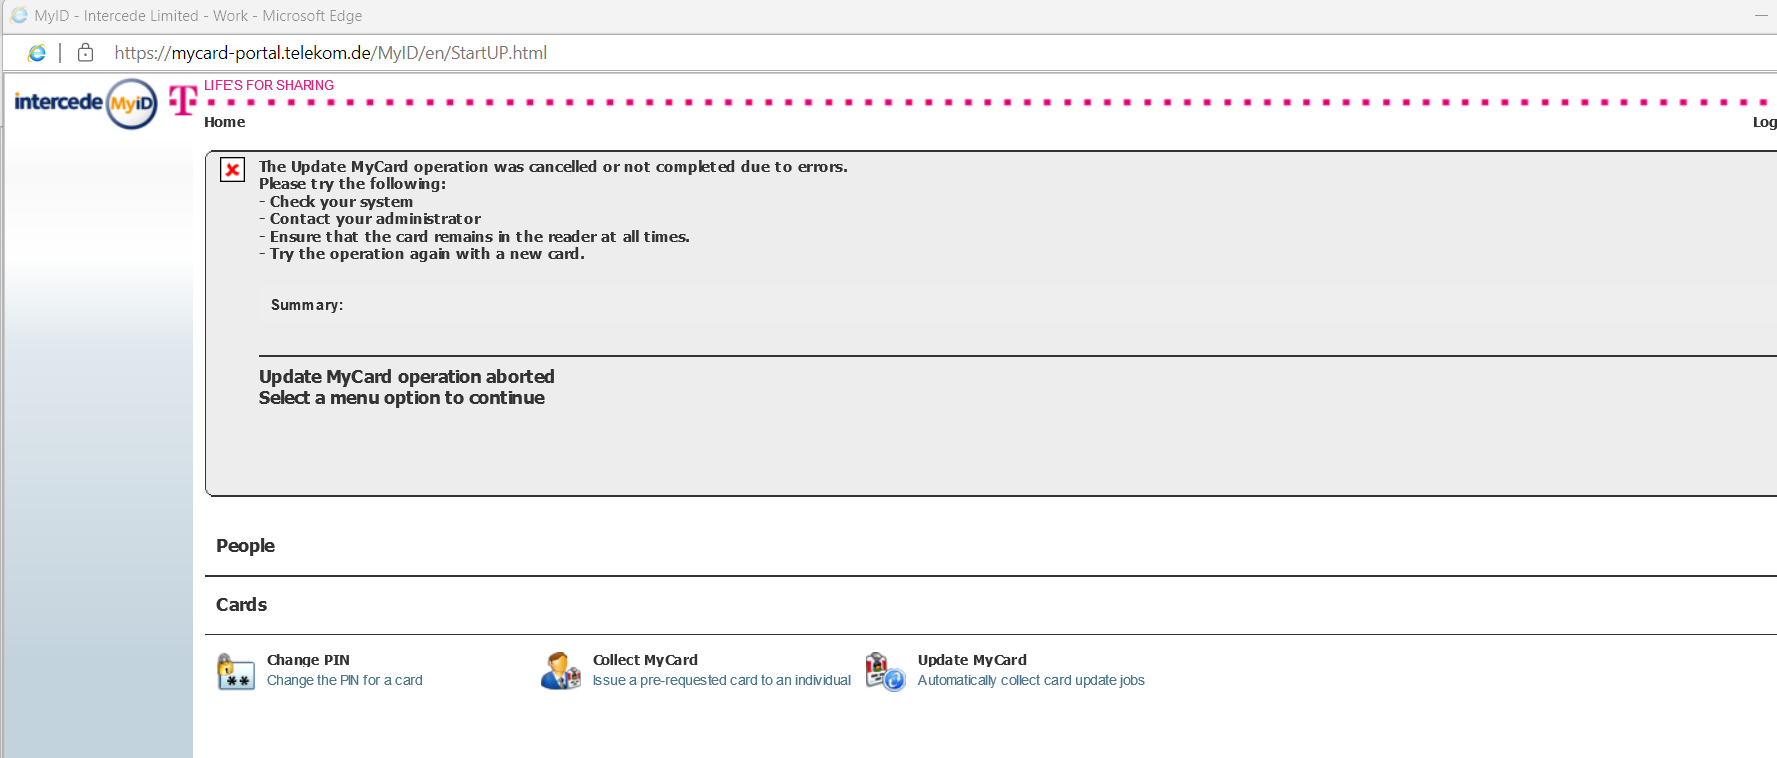 MyID - Intercede Limited - Work - Microsoft Edge
https://mycard-portal.telekom.de/MyID/en/StartUP.html
intercede MyiD T LIFE'S FOR SHARING
Home Log
The Update MyCard operation was cancelled or not completed due to errors.
Please try the following:
- Check your system
- Contact your administrator
- Ensure that the card remains in the reader at all times.
- Try the operation again with a new card.
Summary:
Update MyCard operation aborted
Select a menu option to continue
People
Cards
Change PIN
Change the PIN for a card
Collect MyCard
Issue a pre-requested card to an individual
Update MyCard
Automatically collect card update jobs